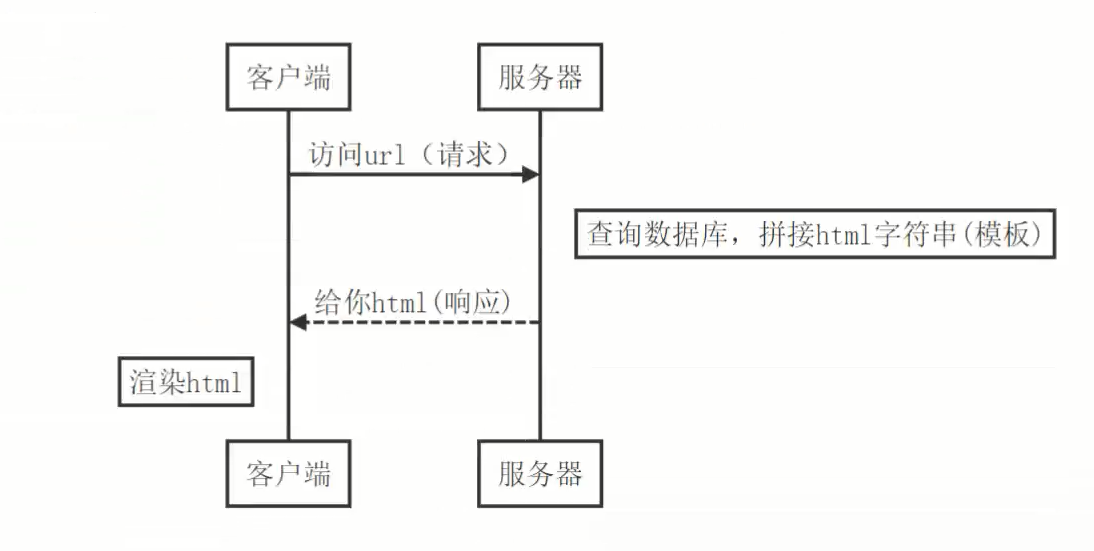 客户端
服务器
访问url（请求）
查询数据库，拼接html字符串(模板)
给你html(响应)
渲染html
客户端
服务器